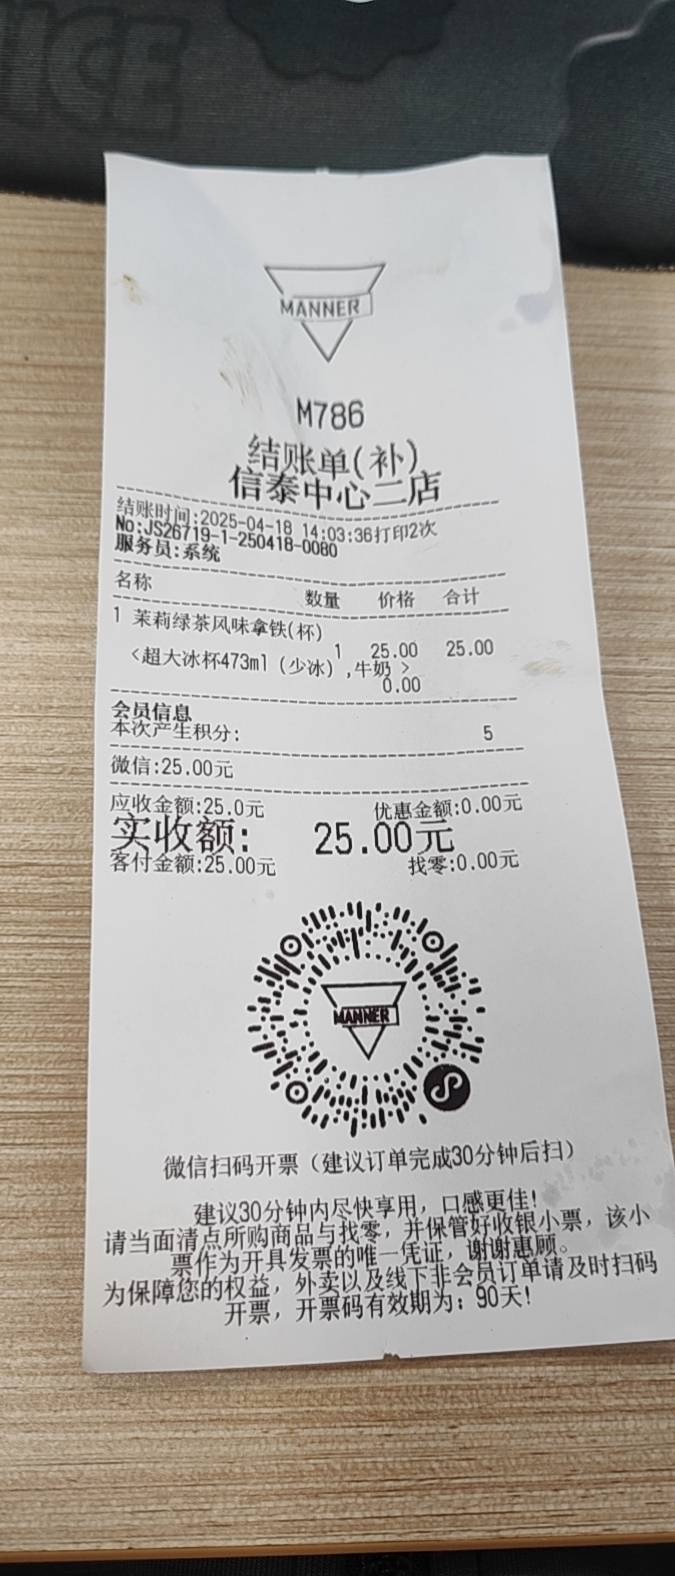 ICE
MANNER
M786
结账单(补)
信泰中心二店
结账时间:2025-04-18 14:03:36打印2次
No:JS26719-1-250418-0080
服务员:系统
名称 数量 价格 合计
1 茉莉绿茶风味拿铁(杯)
1 25.00 25.00
<超大冰杯473ml（少冰）,牛奶 >
0.00
会员信息
本次产生积分: 5
微信:25.00元
应收金额:25.0元 优惠金额:0.00元
实收额: 25.00元
客付金额:25.00元 找零:0.00元
MANNER
微信扫码开票（建议订单完成30分钟后扫）
建议30分钟内尽快享用，口感更佳!
请当面清点所购商品与找零，并保管好收银小票，该小
票作为开具发票的唯一凭证，谢谢惠顾。
为保障您的权益，外卖以及线下非会员订单请及时扫码
开票，开票码有效期为：90天!